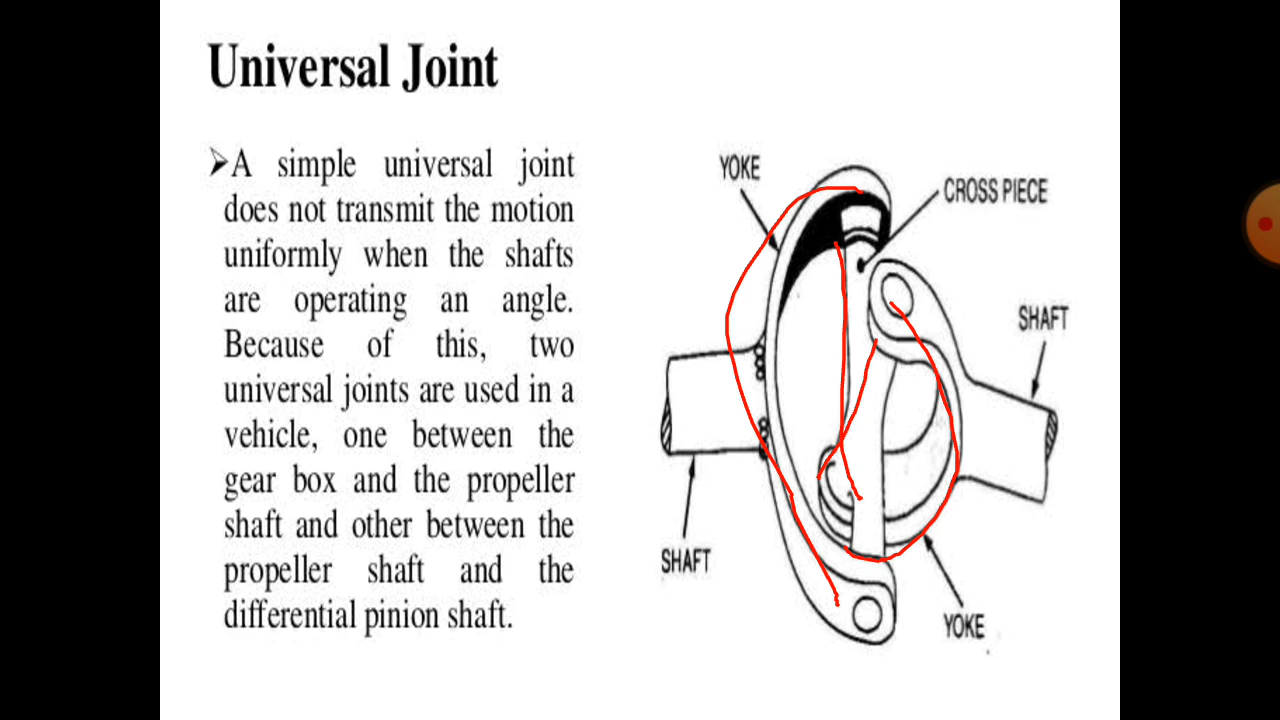 Universal Joint
➢A simple universal joint
does not transmit the motion
uniformly when the shafts
are operating an angle.
Because of this, two
universal joints are used in a
vehicle, one between the
gear box and the propeller
shaft and other between the
propeller shaft and the
differential pinion shaft.
YOKE
CROSS PIECE
SHAFT
SHAFT
YOKE